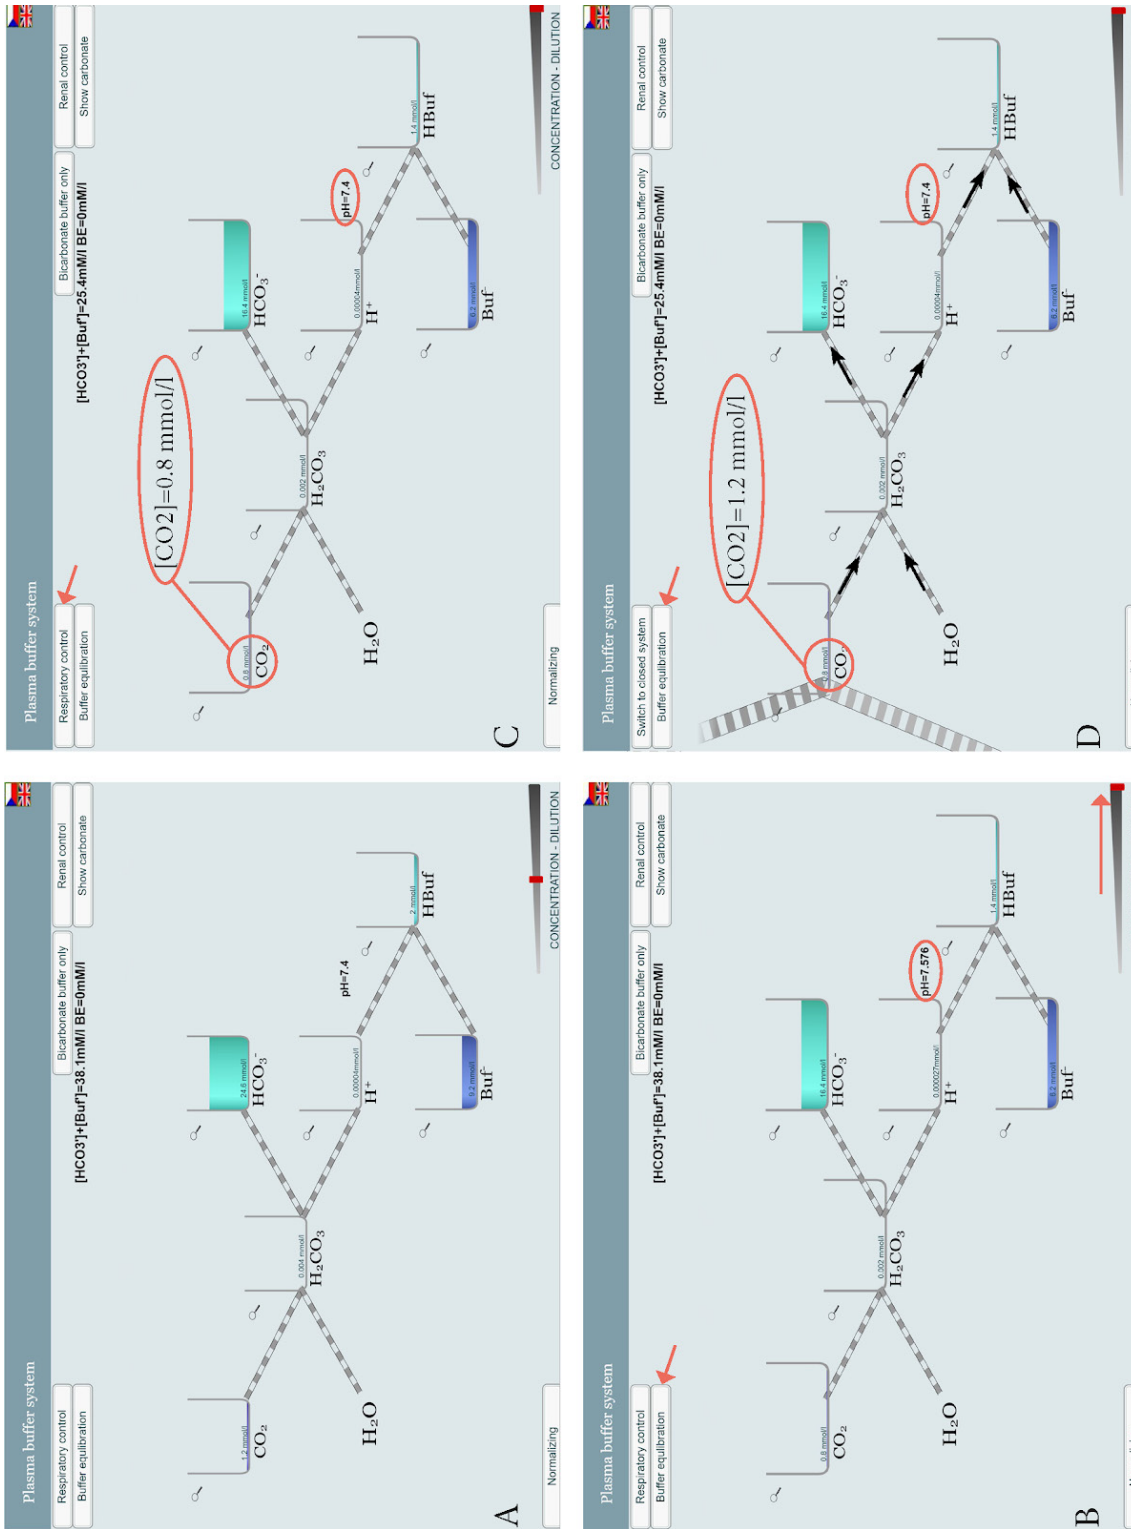 Plasma buffer system
Respiratory control
Bicarbonate buffer only
Renal control
Buffer equlibration
Show carbonate
[HCO3']+[Buf']=38.1mM/l BE=0mM/l
1.2 mmol/l
CO₂
H₂O
0.004 mmol/l
H₂CO₃
24.6 mmol/l
HCO₃⁻
0.00004mmol/l
H⁺
pH=7.4
9.2 mmol/l
Buf⁻
2 mmol/l
HBuf
A
Normalizing
CONCENTRATION - DILUTION
Plasma buffer system
Respiratory control
Bicarbonate buffer only
Renal control
Buffer equlibration
Show carbonate
[HCO3']+[Buf']=38.1mM/l BE=0mM/l
0.8 mmol/l
CO₂
H₂O
0.002 mmol/l
H₂CO₃
16.4 mmol/l
HCO₃⁻
0.000027mmol/l
H⁺
pH=7.576
6.2 mmol/l
Buf⁻
1.4 mmol/l
HBuf
B
Plasma buffer system
Respiratory control
Bicarbonate buffer only
Renal control
Buffer equlibration
Show carbonate
[HCO3']+[Buf']=25.4mM/l BE=0mM/l
[CO2]=0.8 mmol/l
0.8 mmol/l
CO₂
H₂O
0.002 mmol/l
H₂CO₃
16.4 mmol/l
HCO₃⁻
0.00004mmol/l
H⁺
pH=7.4
6.2 mmol/l
Buf⁻
1.4 mmol/l
HBuf
C
Normalizing
CONCENTRATION - DILUTION
Plasma buffer system
Switch to closed system
Bicarbonate buffer only
Renal control
Buffer equlibration
Show carbonate
[HCO3']+[Buf']=25.4mM/l BE=0mM/l
[CO2]=1.2 mmol/l
0.8 mmol/l
CO
H₂O
0.002 mmol/l
H₂CO₃
16.4 mmol/l
HCO₃⁻
0.00004mmol/l
H⁺
pH=7.4
6.2 mmol/l
Buf⁻
1.4 mmol/l
HBuf
D